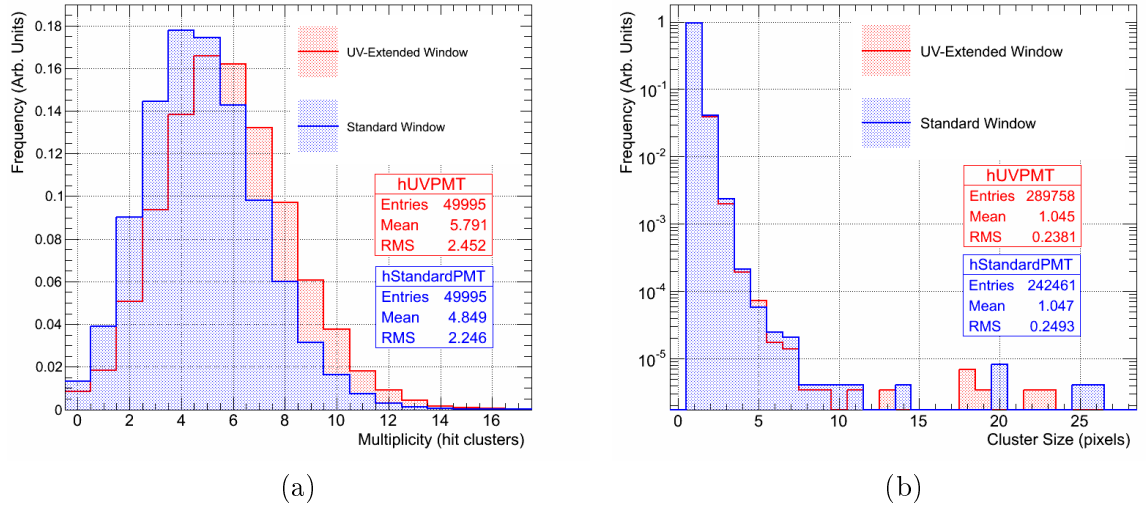 Frequency (Arb. Units)
0.18
0.16
0.14
0.12
0.1
0.08
0.06
0.04
0.02
0
UV-Extended Window
Standard Window
hUVPMT
Entries 49995
Mean 5.791
RMS 2.452
hStandardPMT
Entries 49995
Mean 4.849
RMS 2.246
0 2 4 6 8 10 12 14 16
Multiplicity (hit clusters)
(a)
Frequency (Arb. Units)
1
10⁻¹
10⁻²
10⁻³
10⁻⁴
10⁻⁵
UV-Extended Window
Standard Window
hUVPMT
Entries 289758
Mean 1.045
RMS 0.2381
hStandardPMT
Entries 242461
Mean 1.047
RMS 0.2493
0 5 10 15 20 25
Cluster Size (pixels)
(b)